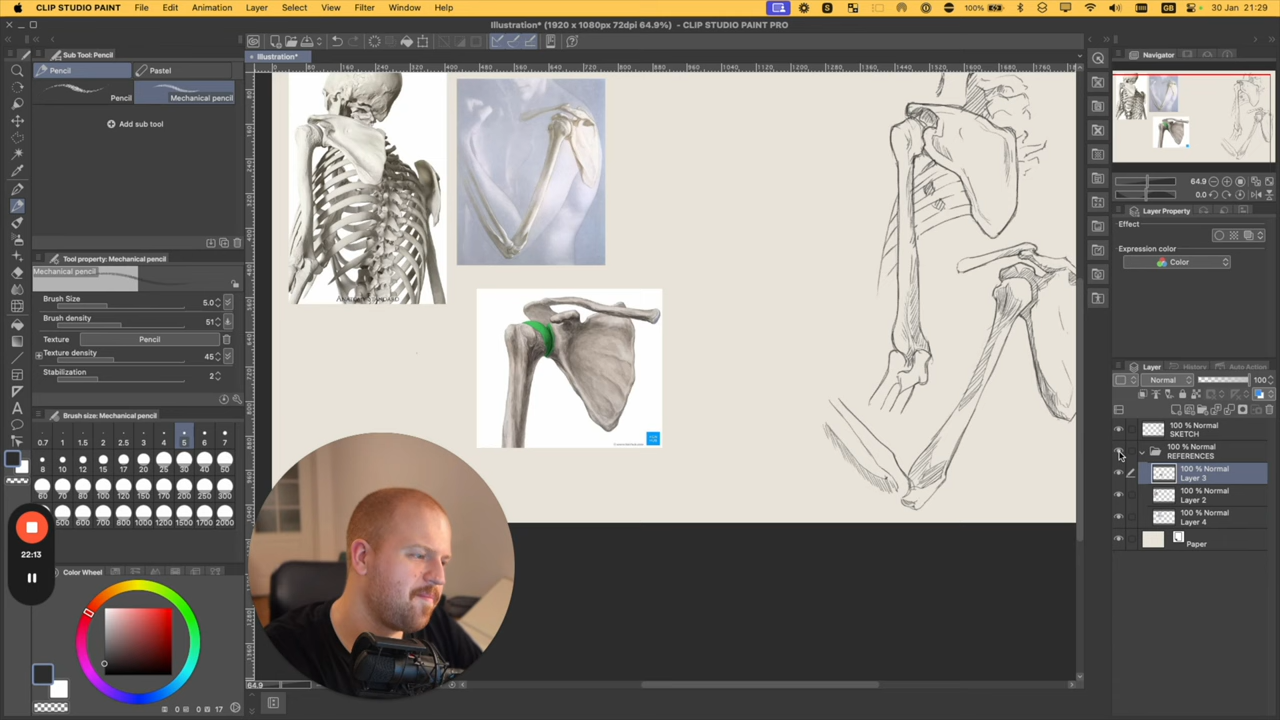 CLIP STUDIO PAINT File Edit Animation Layer Select View Filter Window Help 100% GB 30 Jan 21:29
Illustration* (1920 x 1080px 72dpi 64.9%) - CLIP STUDIO PAINT PRO
Sub Tool: Pencil
Pencil Pastel
Pencil Mechanical pencil
Add sub tool
Tool property: Mechanical pencil
Mechanical pencil
Brush Size 5.0
Brush density 51
Texture Pencil
Texture density 45
Stabilization 2
Brush size: Mechanical pencil
0.7 1 1.5 2 2.5 3 4 5 6 7
8 10 12 15 17 20 25 30 40 50
60 70 80 100 120 150 170 200 250 300
500 600 700 800 1000 1200 1500 1700 2000
22:13
Color Wheel
0 0 17
Illustration*
64.9
Navigator
64.9
0.0
Layer Property
Effect
Expression color
Color
Layer History Auto Action
Normal 100
100 % Normal
SKETCH
100 % Normal
REFERENCES
100 % Normal
Layer 3
100 % Normal
Layer 2
100 % Normal
Layer 4
Paper